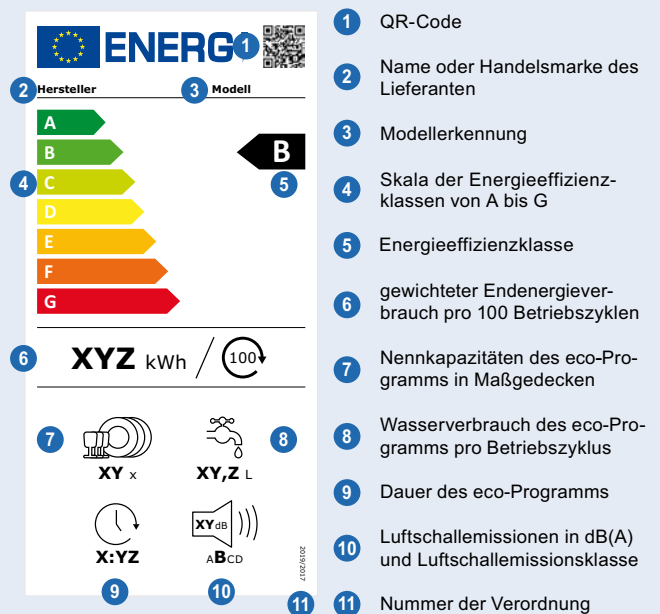 ENERG
1
2 Hersteller 3 Modell
A
B
4 C
D
E
F
G
B
5
6 XYZ kWh / 100
7
XY x
8
XY,Z L
X:YZ
9
XY dB
ABCD
10
2019/2017
11
1 QR-Code
2 Name oder Handelsmarke des
Lieferanten
3 Modellerkennung
4 Skala der Energieeffizienz-
klassen von A bis G
5 Energieeffizienzklasse
6 gewichteter Endenergiever-
brauch pro 100 Betriebszyklen
7 Nennkapazitäten des eco-Pro-
gramms in Maßgedecken
8 Wasserverbrauch des eco-Pro-
gramms pro Betriebszyklus
9 Dauer des eco-Programms
10 Luftschallemissionen in dB(A)
und Luftschallemissionsklasse
11 Nummer der Verordnung